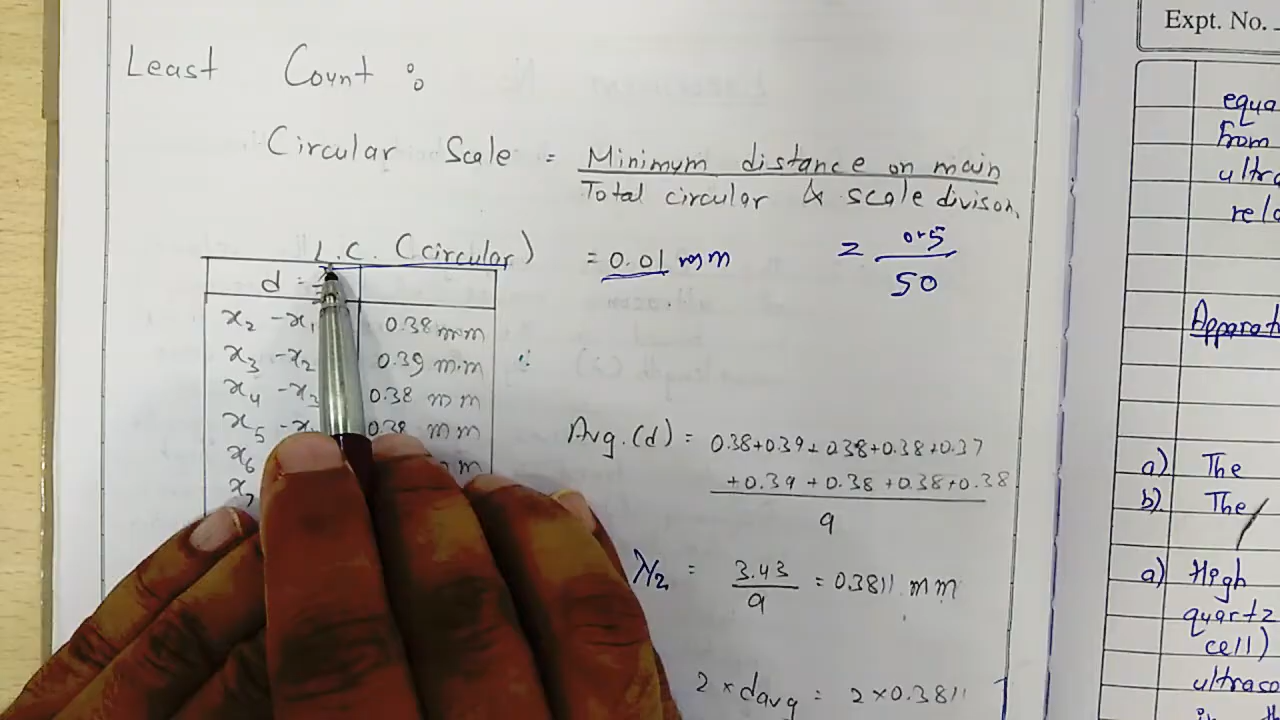 Least Count :
Circular Scale = Minimum distance on main
Total circular & scale divison.
L.C. (circular) = 0.01 mm = 0.5
50
d =
x2 - x1 0.38 mm
x3 - x2 0.39 m.m
x4 - x3 0.38 m m
x5 - 0.38 m m
x6 m
x7
Avg. (d) = 0.38+0.39+0.38+0.38+0.37
+0.39+0.38+0.38+0.38
9
λ/2 = 3.43 = 0.3811 mm
9
2 x davg = 2 x 0.3811
Expt. No.
equa
from
ultra
rela
Apparat
a) The
b). The
a) High
quartz
cell)
ultraso